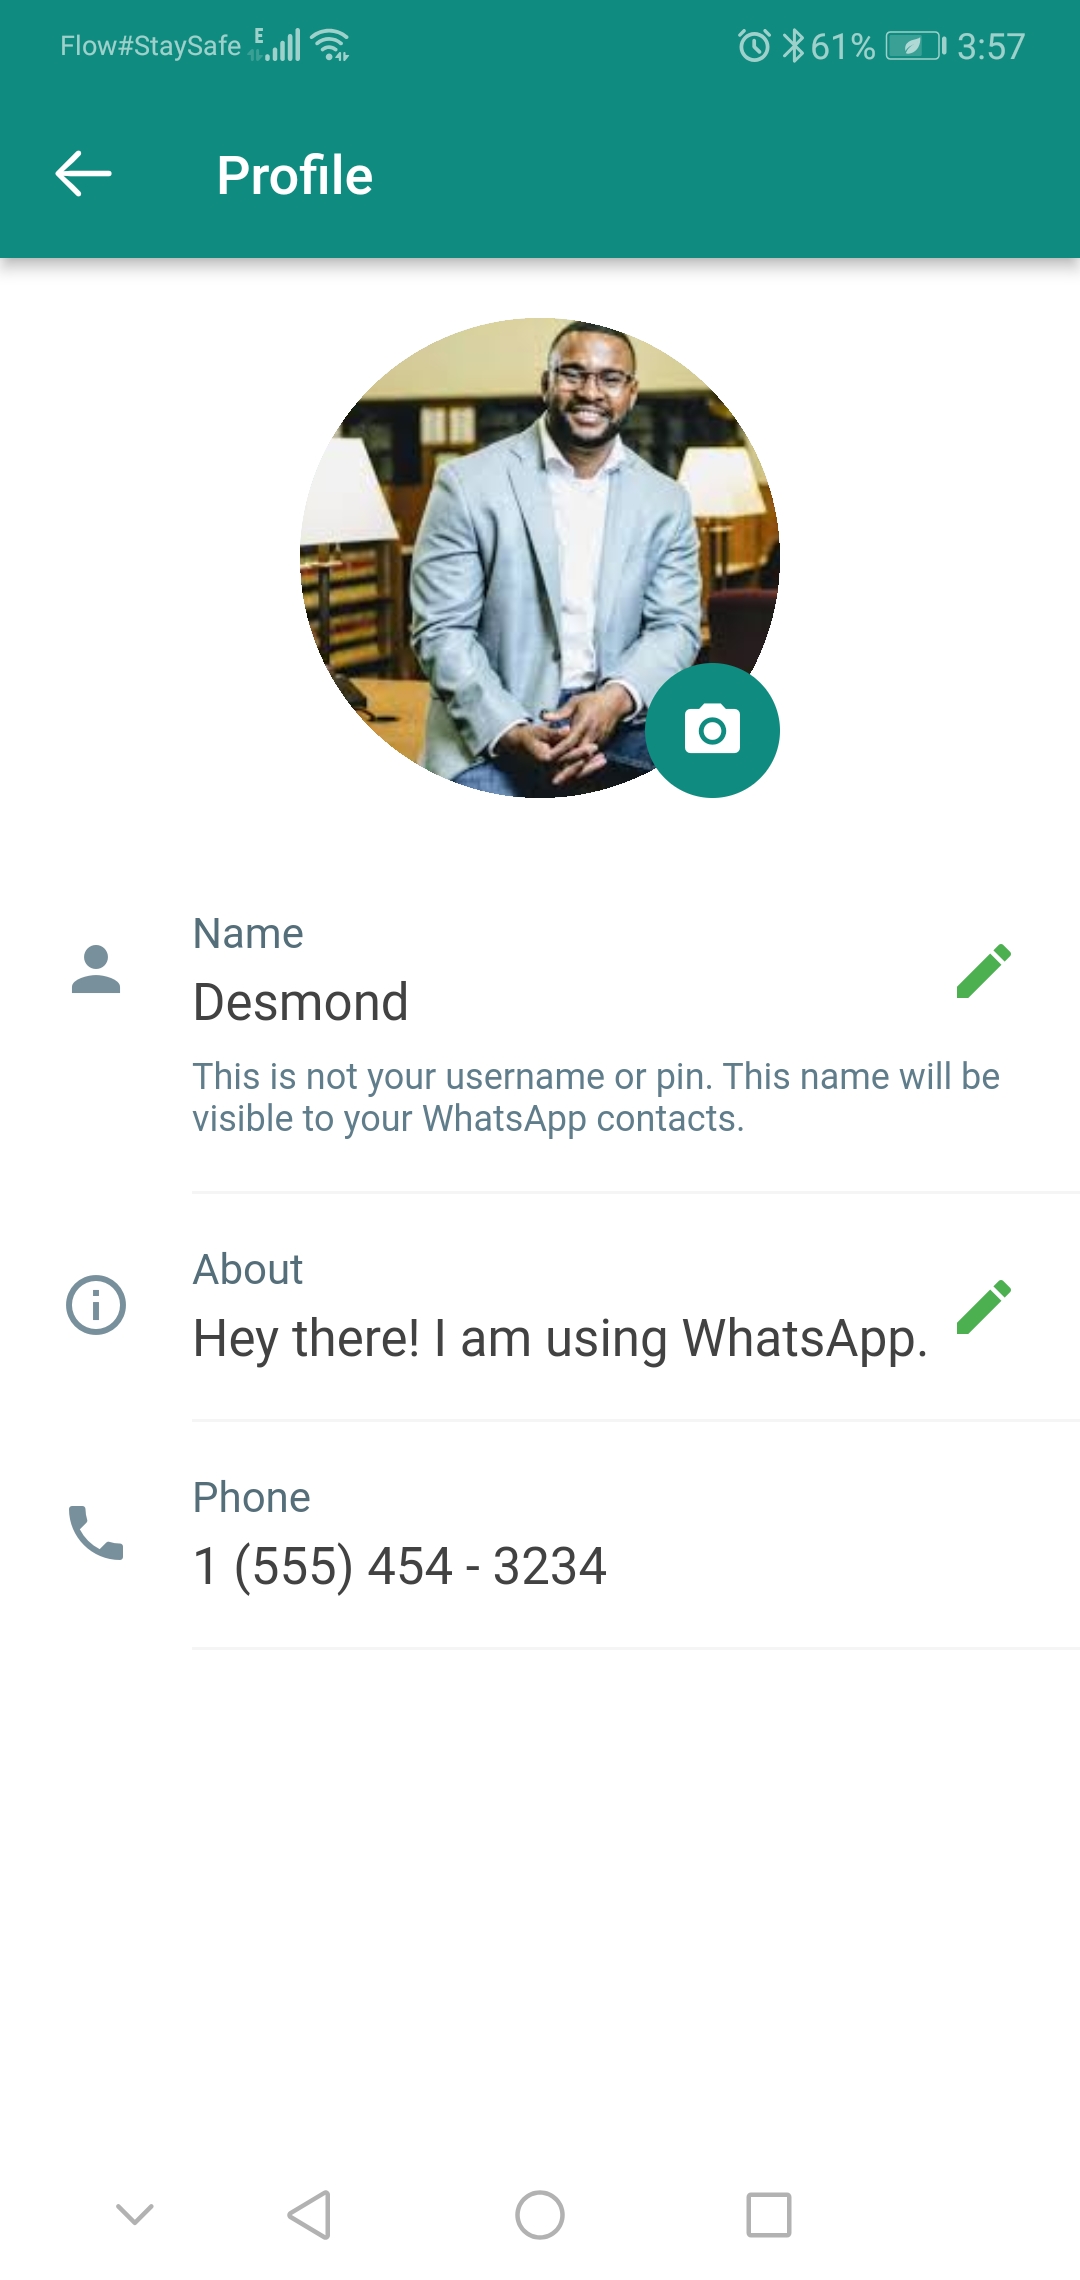 Flow#StaySafe E 61% 3:57
Profile
Name
Desmond
This is not your username or pin. This name will be
visible to your WhatsApp contacts.
About
Hey there! I am using WhatsApp.
Phone
1 (555) 454 - 3234